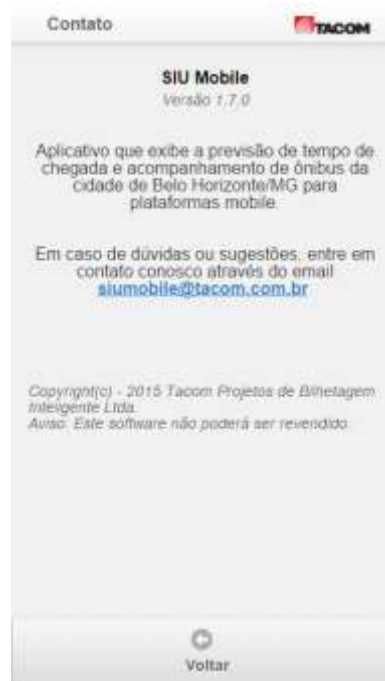 Contato
TACOM
SIU Mobile
Versão 1.7.0
Aplicativo que exibe a previsão de tempo de
chegada e acompanhamento de ônibus da
cidade de Belo Horizonte/MG para
plataformas mobile.
Em caso de dúvidas ou sugestões, entre em
contato conosco através do email
siumobile@tacom.com.br
Copyright(c) - 2015 Tacom Projetos de Bilhetagem
Inteligente Ltda.
Aviso: Este software não poderá ser revendido.
Voltar